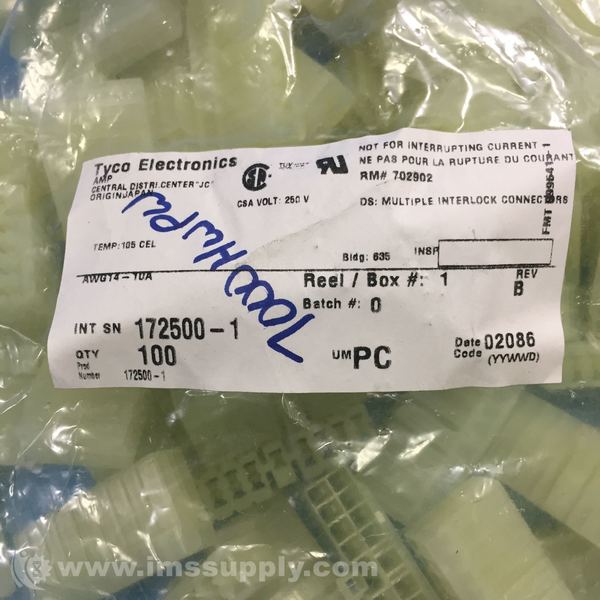 Tyco Electronics
AMP
CENTRAL DISTRI.CENTER"JC"
ORIGINJAPAN
CSA VOLT: 250 V
NOT FOR INTERRUPTING CURRENT
NE PAS POUR LA RUPTURE DU COURANT
RM# 702902
DS: MULTIPLE INTERLOCK CONNECTORS
TEMP:105 CEL
Bldg: 635
INSP
AWG14-10A
Reel / Box #: 1
REV
B
Batch #: 0
INT SN 172500-1
QTY 100
UM PC
Date Code 02086
(YYWWD)
Prod Number 172500-1
www.imssupply.com